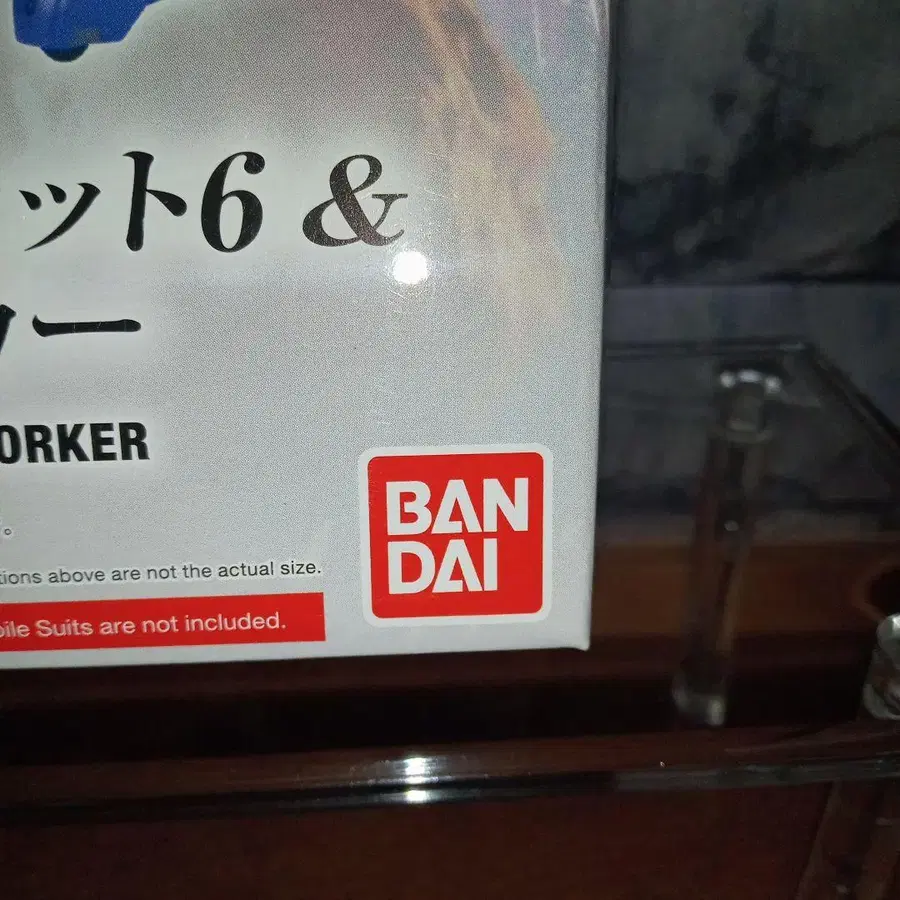 ット6 &
ー
ORKER
。
tions above are not the actual size.
bile Suits are not included.
BAN
DAI